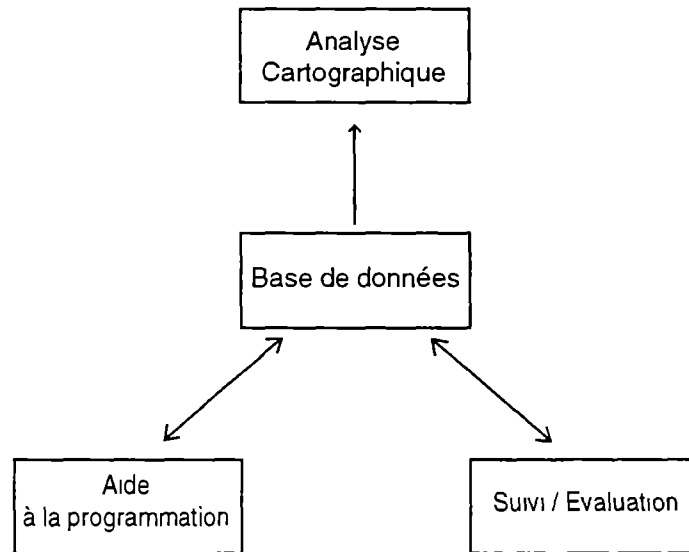 Analyse
Cartographique
Base de données
Aide
à la programmation
Suivi / Evaluation